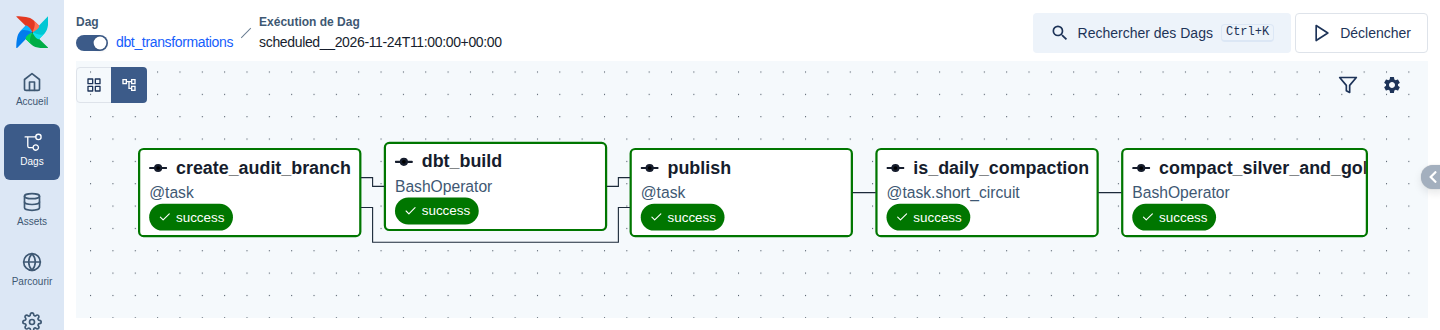 Dag
dbt_transformations
Exécution de Dag
scheduled__2026-11-24T11:00:00+00:00
Rechercher des Dags Ctrl+K
Déclencher
Accueil
Dags
Assets
Parcourir
create_audit_branch
@task
success
dbt_build
BashOperator
success
publish
@task
success
is_daily_compaction
@task.short_circuit
success
compact_silver_and_gol
BashOperator
success